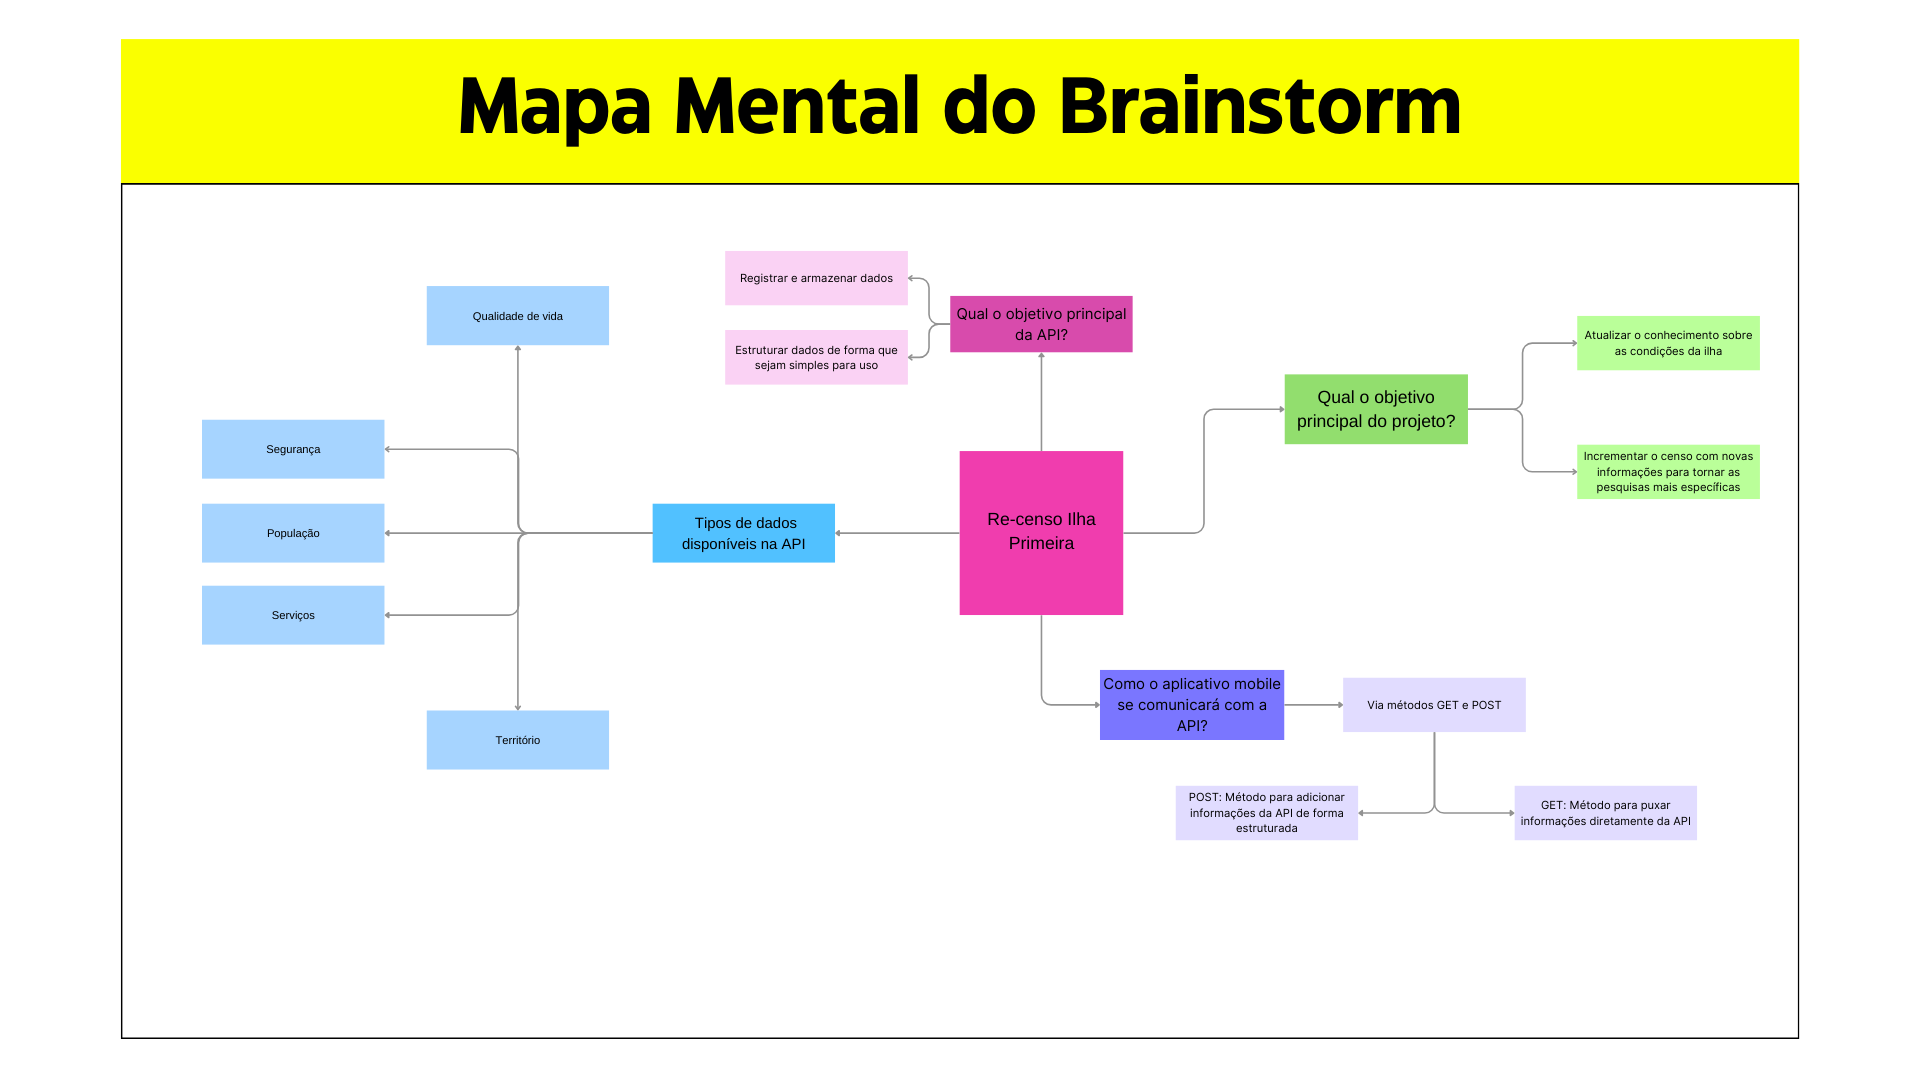 Mapa Mental do Brainstorm
Registrar e armazenar dados
Estruturar dados de forma que
sejam simples para uso
Qual o objetivo principal
da API?
Qualidade de vida
Segurança
População
Serviços
Território
Tipos de dados
disponíveis na API
Re-censo Ilha
Primeira
Qual o objetivo
principal do projeto?
Atualizar o conhecimento sobre
as condições da ilha
Incrementar o censo com novas
informações para tornar as
pesquisas mais específicas
Como o aplicativo mobile
se comunicará com a
API?
Via métodos GET e POST
POST: Método para adicionar
informações da API de forma
estruturada
GET: Método para puxar
informações diretamente da API